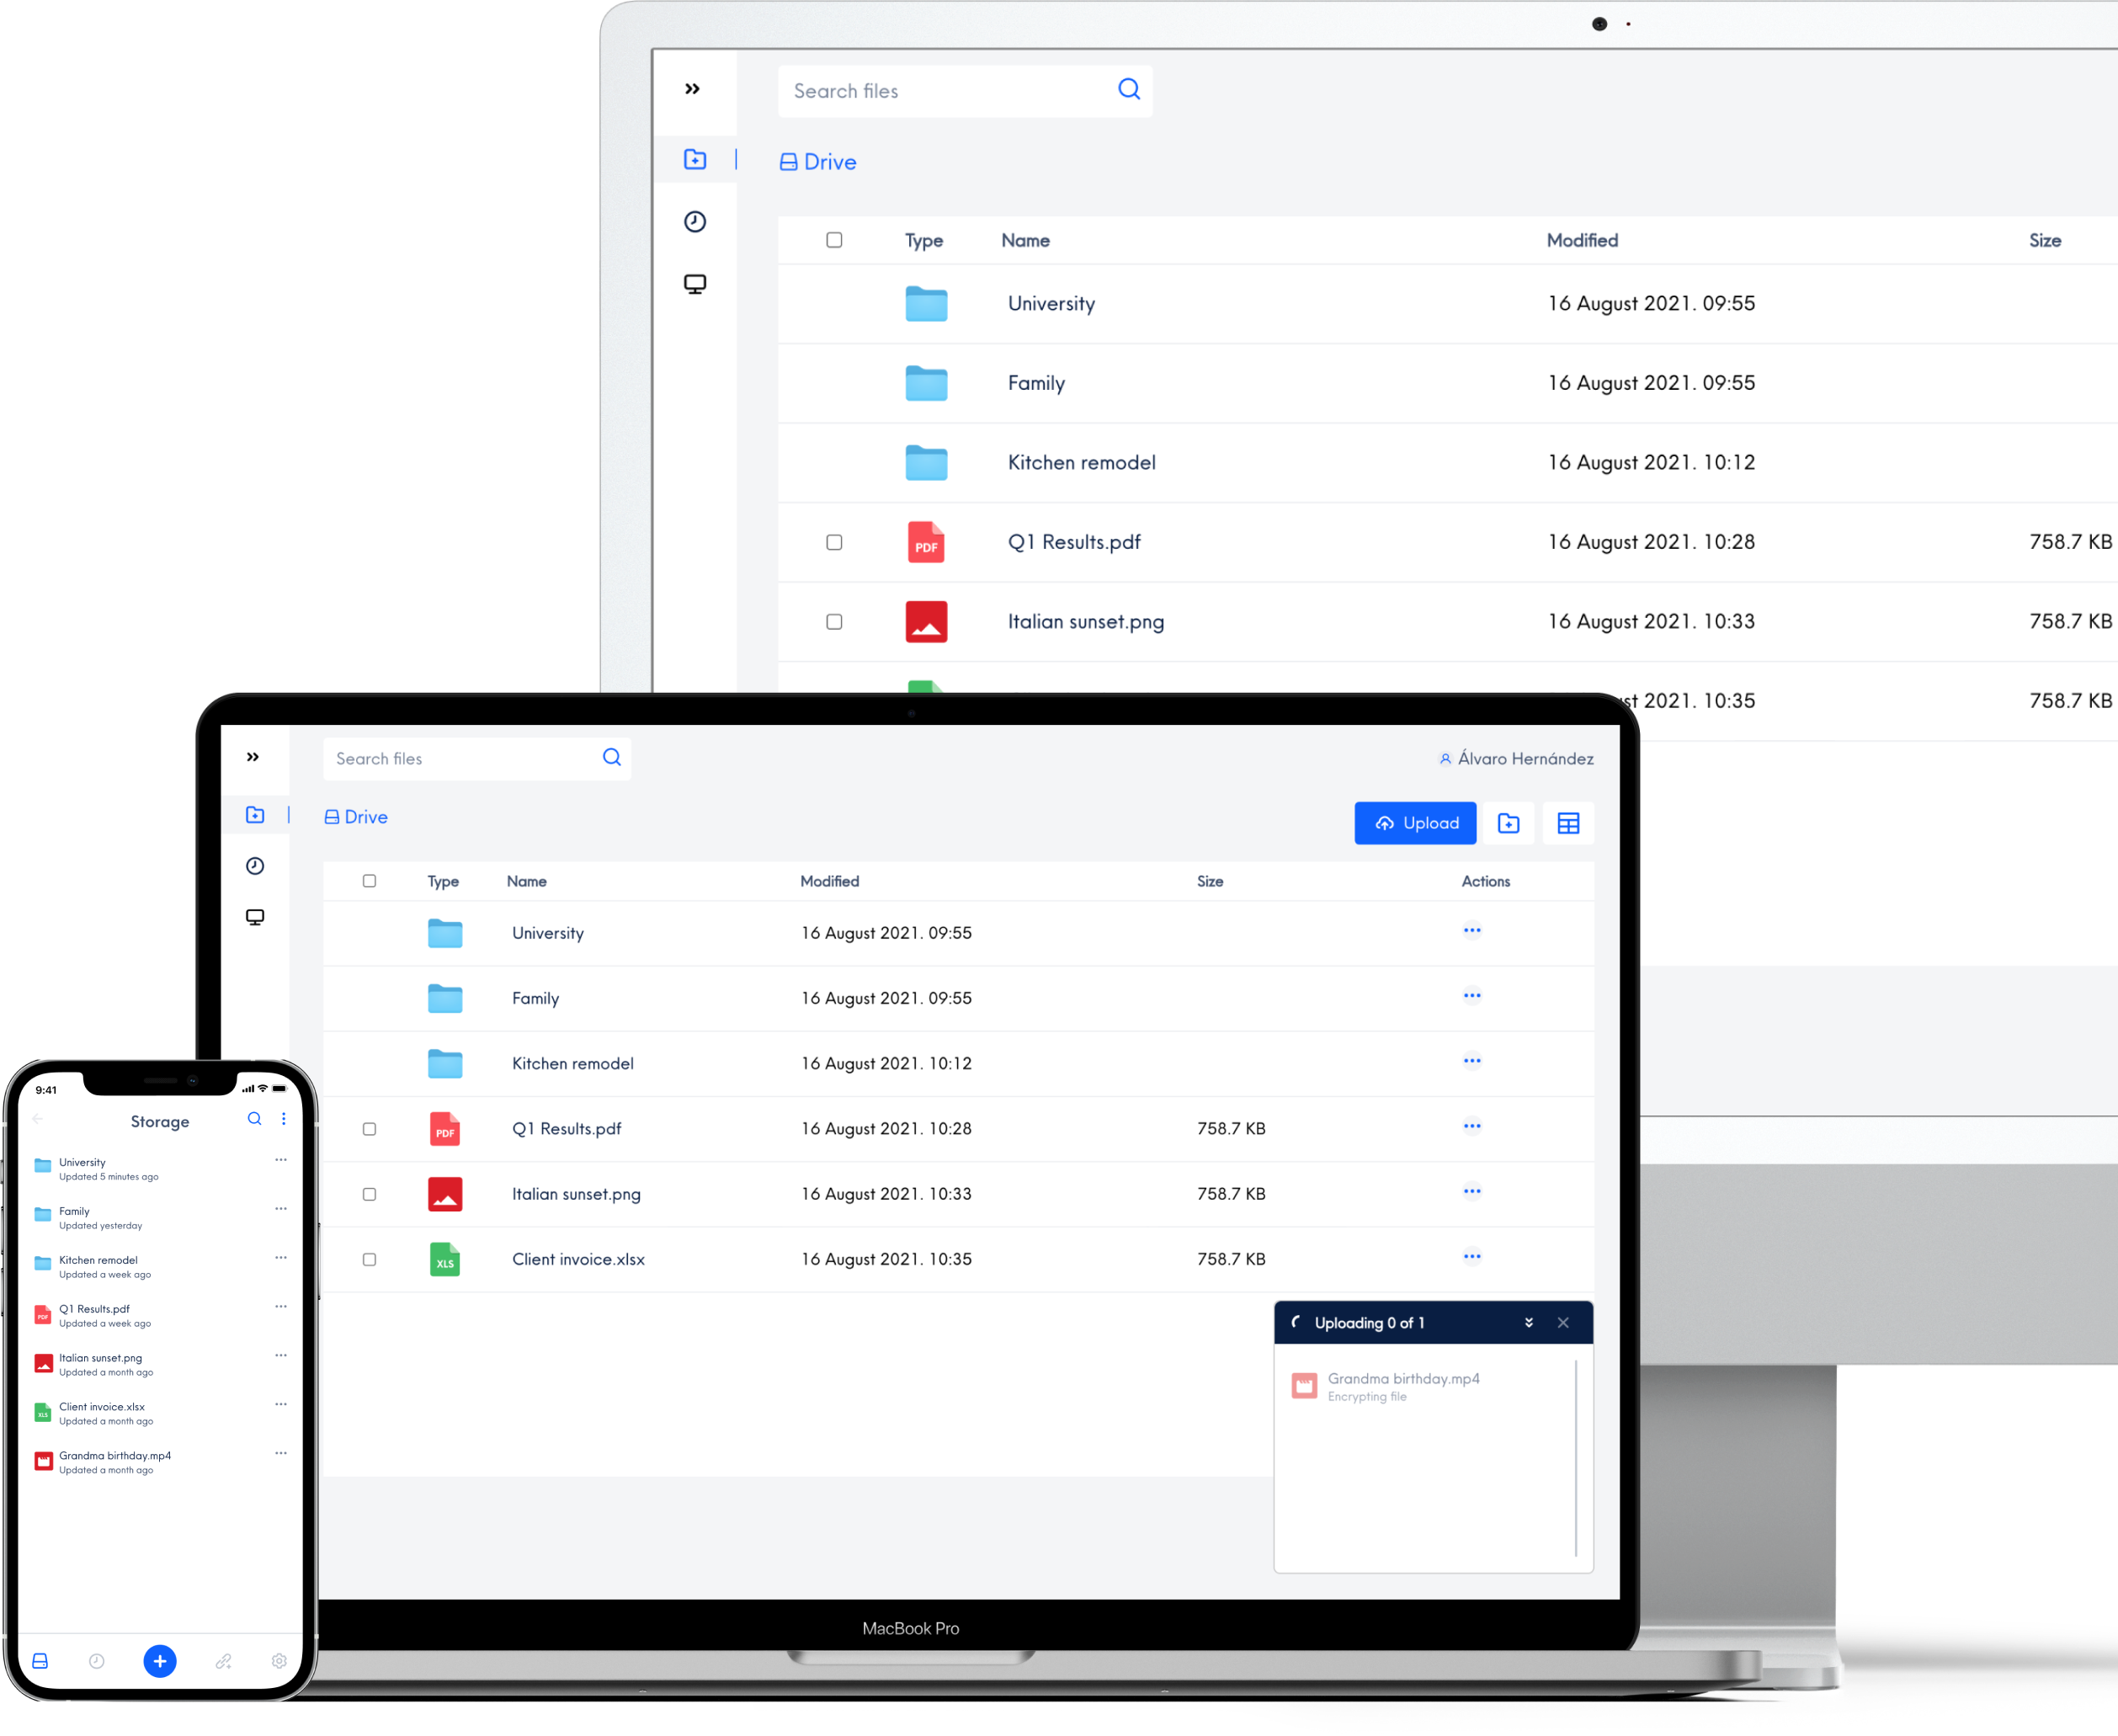 Search files
Drive
Type Name Modified Size
University 16 August 2021. 09:55
Family 16 August 2021. 09:55
Kitchen remodel 16 August 2021. 10:12
PDF Q1 Results.pdf 16 August 2021. 10:28 758.7 KB
Italian sunset.png 16 August 2021. 10:33 758.7 KB
2021. 10:35 758.7 KB
Search files Álvaro Hernández
Drive Upload
Type Name Modified Size Actions
University 16 August 2021. 09:55
Family 16 August 2021. 09:55
Kitchen remodel 16 August 2021. 10:12
PDF Q1 Results.pdf 16 August 2021. 10:28 758.7 KB
Italian sunset.png 16 August 2021. 10:33 758.7 KB
XLS Client invoice.xlsx 16 August 2021. 10:35 758.7 KB
Uploading 0 of 1
Grandma birthday.mp4
Encrypting file
MacBook Pro
9:41
Storage
University
Updated 5 minutes ago
Family
Updated yesterday
Kitchen remodel
Updated a week ago
PDF Q1 Results.pdf
Updated a week ago
Italian sunset.png
Updated a month ago
XLS Client invoice.xlsx
Updated a month ago
Grandma birthday.mp4
Updated a month ago